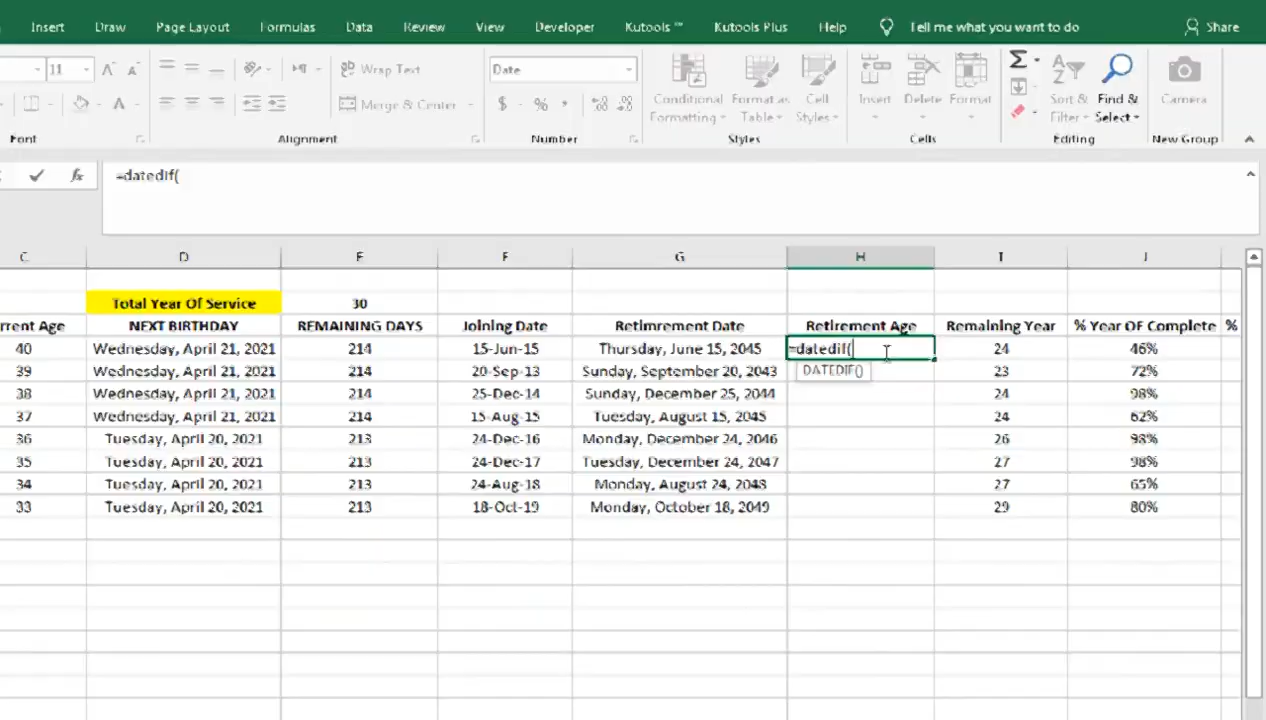 Insert Draw Page Layout Formulas Data Review View Developer Kutools ™ Kutools Plus Help Tell me what you want to do Share
11 A A Wrap Text Date Conditional Formatting Format as Table Cell Styles Insert Delete Format Sort & Filter Find & Select Camera
A Merge & Center $ % ,
Font Alignment Number Styles Cells Editing New Group
fx =datedif(
C D E F G H I J
Total Year Of Service 30
rrent Age NEXT BIRTHDAY REMAINING DAYS Joining Date Retimrement Date Retirement Age Remaining Year % Year OF Complete %
40 Wednesday, April 21, 2021 214 15-Jun-15 Thursday, June 15, 2045 =datedif( 24 46%
39 Wednesday, April 21, 2021 214 20-Sep-13 Sunday, September 20, 2043 DATEDIF() 23 72%
38 Wednesday, April 21, 2021 214 25-Dec-14 Sunday, December 25, 2044 24 98%
37 Wednesday, April 21, 2021 214 15-Aug-15 Tuesday, August 15, 2045 24 62%
36 Tuesday, April 20, 2021 213 24-Dec-16 Monday, December 24, 2046 26 98%
35 Tuesday, April 20, 2021 213 24-Dec-17 Tuesday, December 24, 2047 27 98%
34 Tuesday, April 20, 2021 213 24-Aug-18 Monday, August 24, 2048 27 65%
33 Tuesday, April 20, 2021 213 18-Oct-19 Monday, October 18, 2049 29 80%